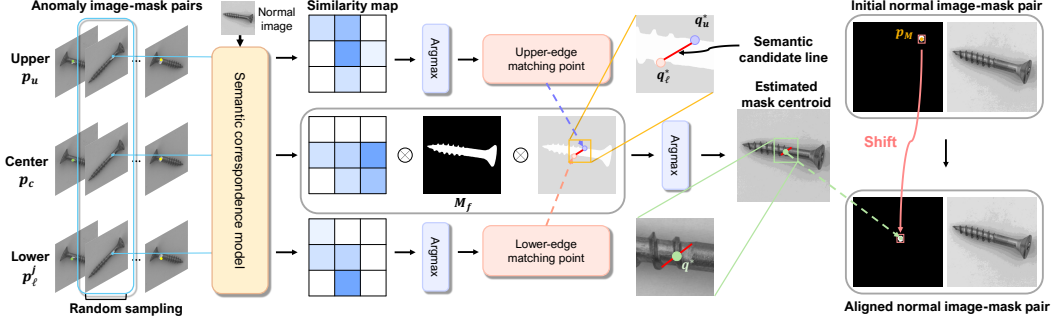 Anomaly image-mask pairs
Normal image
Similarity map
Initial normal image-mask pair
Upper
p_u
...
Argmax
Upper-edge matching point
q_u^*
q_ℓ^*
Semantic candidate line
p_M
Semantic correspondence model
Center
p_c
...
⊗
M_f
⊗
Argmax
Estimated mask centroid
Shift
Lower
p_ℓ^j
...
Argmax
Lower-edge matching point
q^*
Random sampling
Aligned normal image-mask pair